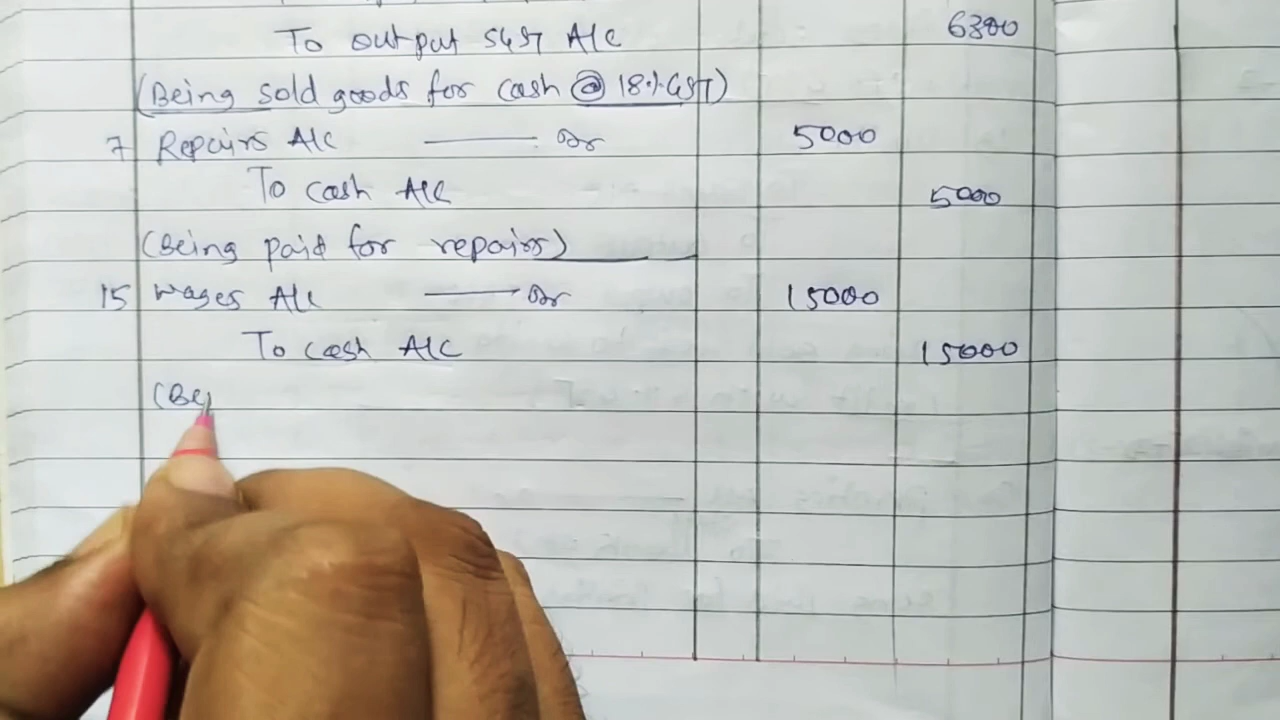 To output SGST A/C 6300
(Being sold goods for cash @ 18% GST)
7 Repairs A/C Dr 5000
To cash A/C 5000
(Being paid for repairs)
15 wages A/C Dr 15000
To cash A/C 15000
(Bei